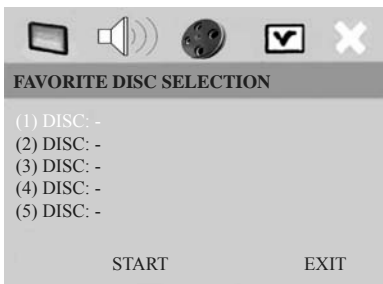 FAVORITE DISC SELECTION
(1) DISC: -
(2) DISC: -
(3) DISC: -
(4) DISC: -
(5) DISC: -
START EXIT